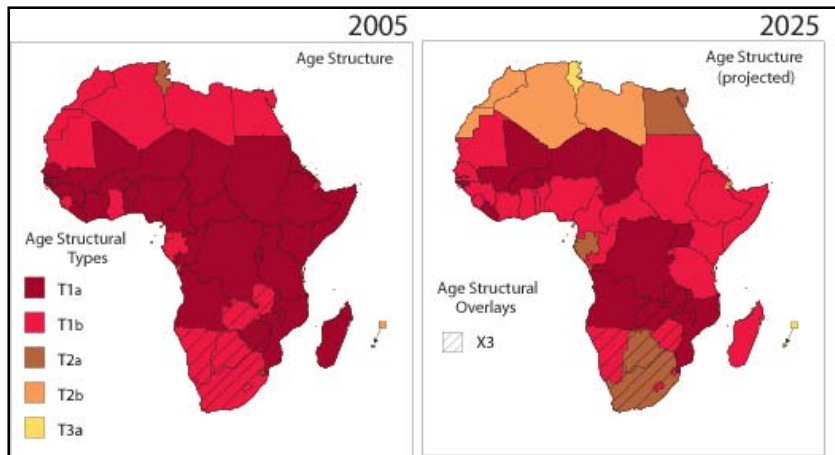 2005
Age Structure
Age Structural
Types
T1a
T1b
T2a
T2b
T3a
2025
Age Structure
(projected)
Age Structural
Overlays
X3